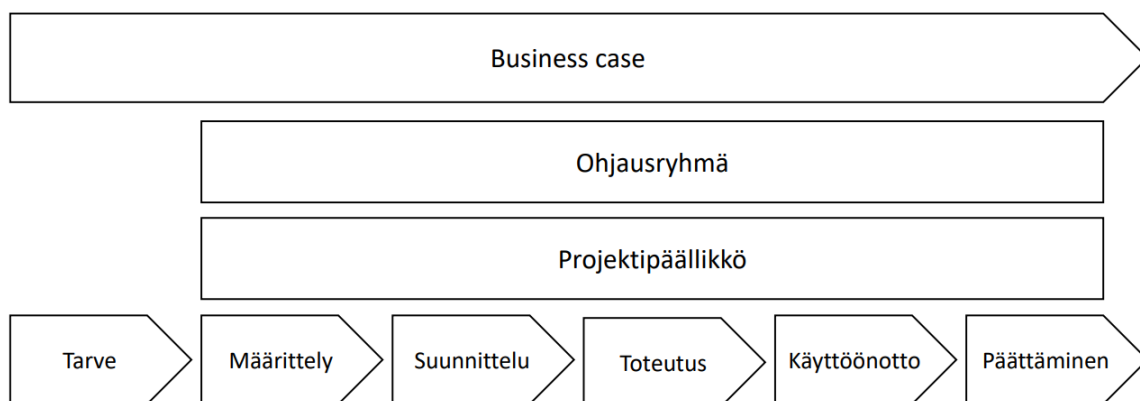 Business case
Ohjausryhmä
Projektipäällikkö
Tarve
Määrittely
Suunnittelu
Toteutus
Käyttöönotto
Päättäminen